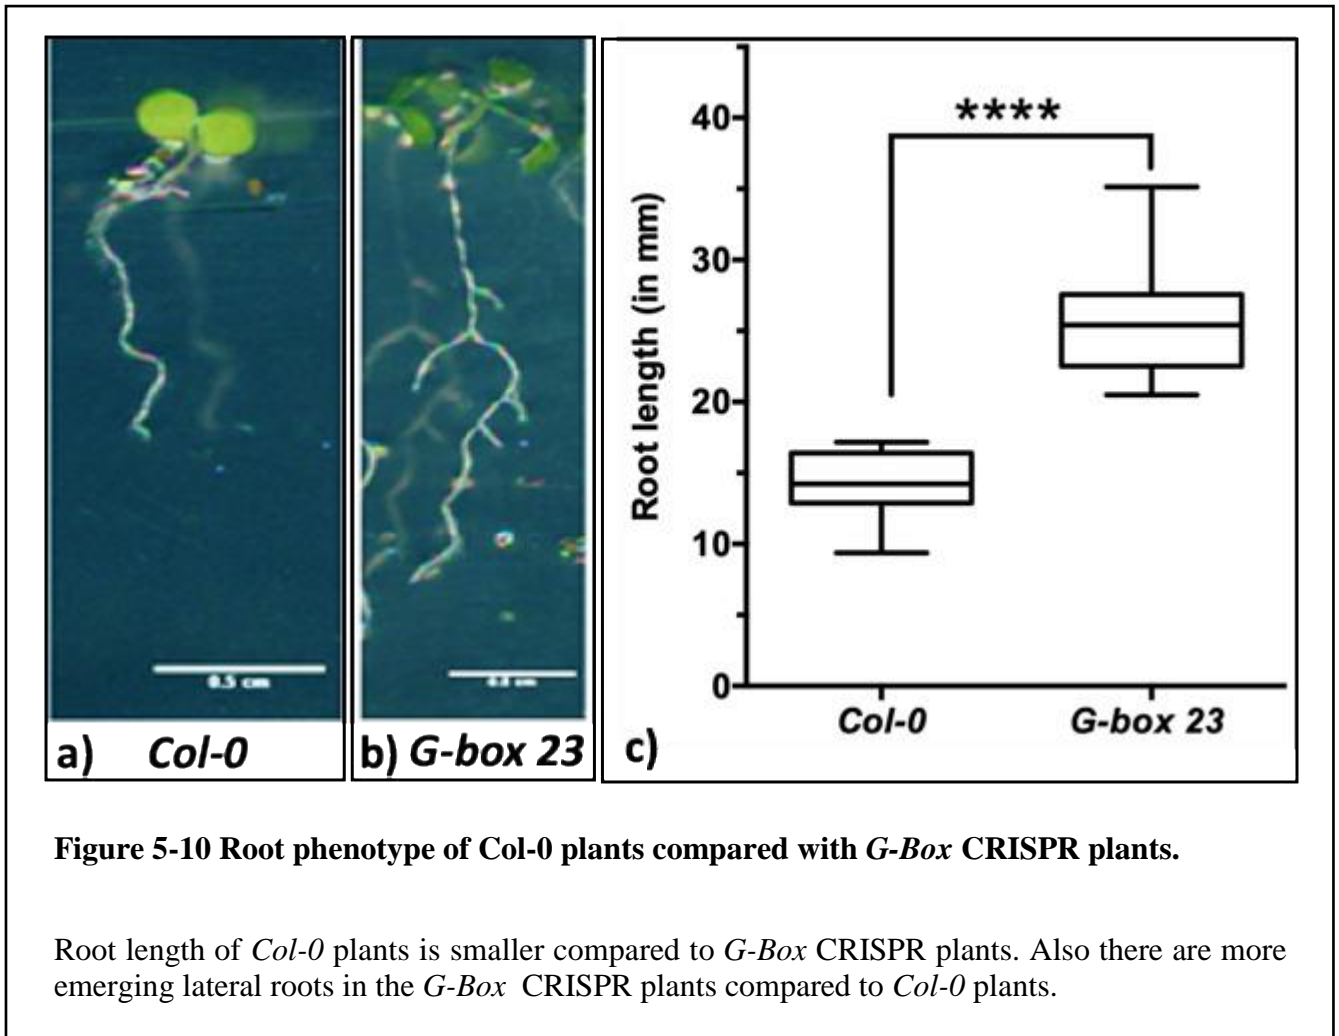 0.5 cm
a) Col-0
b) G-box 23
****
40
30
20
10
0
Root length (in mm)
Col-0
G-box 23
c)
Figure 5-10 Root phenotype of Col-0 plants compared with G-Box CRISPR plants.
Root length of Col-0 plants is smaller compared to G-Box CRISPR plants. Also there are more
emerging lateral roots in the G-Box CRISPR plants compared to Col-0 plants.